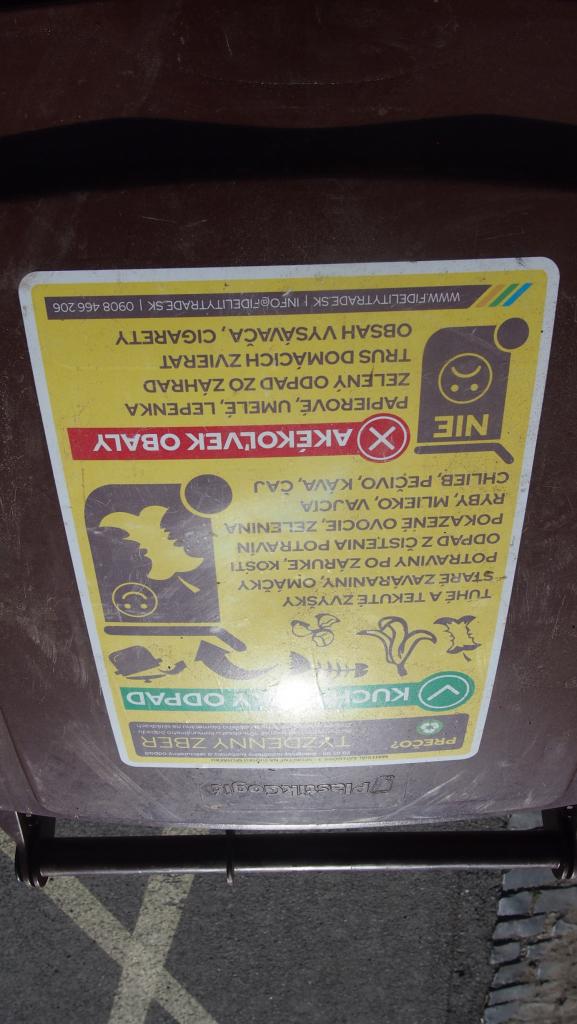 PREČO?
TÝŽDENNÝ ZBER
ODPAD
TUHÉ A TEKUTÉ ZVYŠKY
STARÉ ZAVÁRANINY, OMÁČKY
POTRAVINY PO ZÁRUKE, KOSTI
ODPAD Z ČISTENIA POTRAVÍN
POKAZENÉ OVOCIE, ZELENINA
RYBY, MLIEKO, VAJCIA
CHLIEB, PEČIVO, KÁVA, ČAJ
NIE
AKÉKOĽVEK OBALY
PAPIEROVÉ, UMELÉ, LEPENKA
ZELENÝ ODPAD ZO ZÁHRAD
TRUS DOMÁCICH ZVIERAT
OBSAH VYSÁVAČA, CIGARETY
WWW.FIDELITYTRADE.SK | INFO@FIDELITYTRADE.SK | 0908 466 206